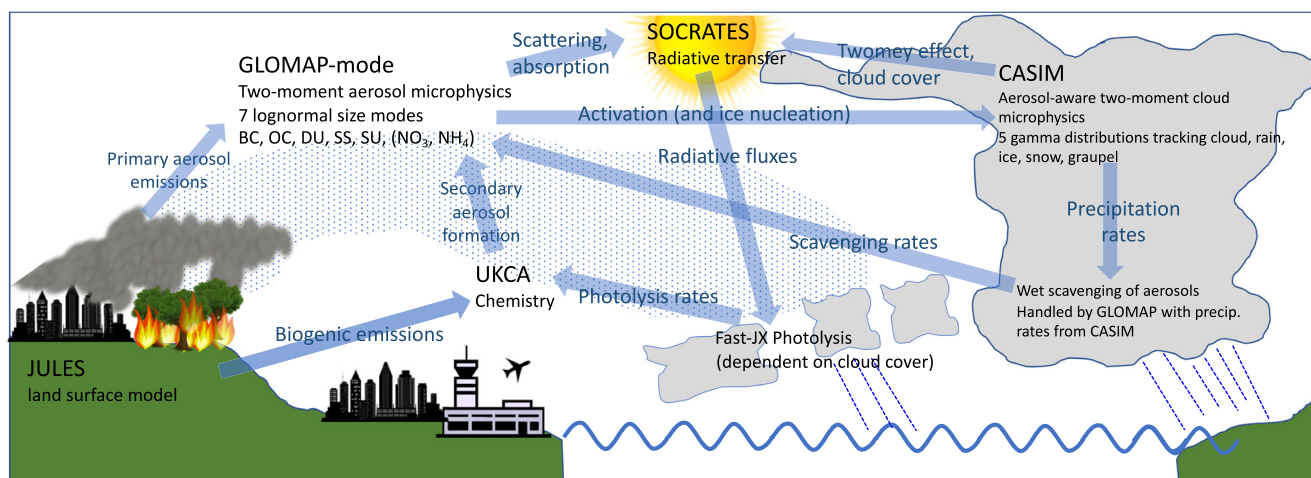 SOCRATES
Radiative transfer
Scattering,
absorption
Twomey effect,
cloud cover
GLOMAP-mode
Two-moment aerosol microphysics
7 lognormal size modes
BC, OC, DU, SS, SU, (NO₃, NH₄)
CASIM
Aerosol-aware two-moment cloud
microphysics
5 gamma distributions tracking cloud, rain,
ice, snow, graupel
Activation (and ice nucleation)
Primary aerosol
emissions
Radiative fluxes
Secondary
aerosol
formation
Precipitation
rates
Scavenging rates
UKCA
Chemistry
Photolysis rates
Wet scavenging of aerosols
Handled by GLOMAP with precip.
rates from CASIM
Biogenic emissions
Fast-JX Photolysis
(dependent on cloud cover)
JULES
land surface model